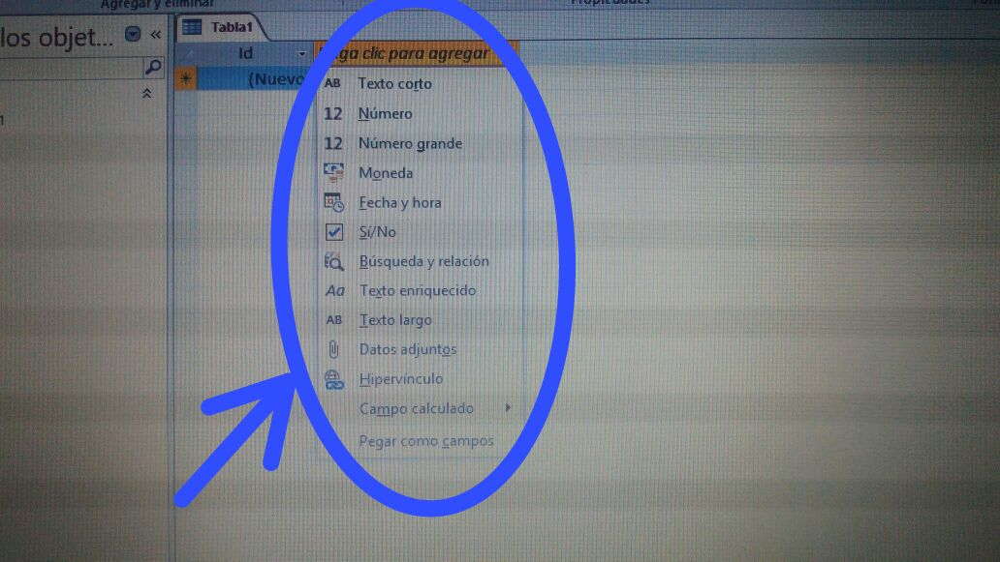 Agregar y eliminar
Propiedades
los objet... «
Tabla1
Id
clic para agregar
(Nuevo
AB Texto corto
12 Número
12 Número grande
Moneda
Fecha y hora
Sí/No
Búsqueda y relación
Aa Texto enriquecido
AB Texto largo
Datos adjuntos
Hipervínculo
Campo calculado
Pegar como campos
1